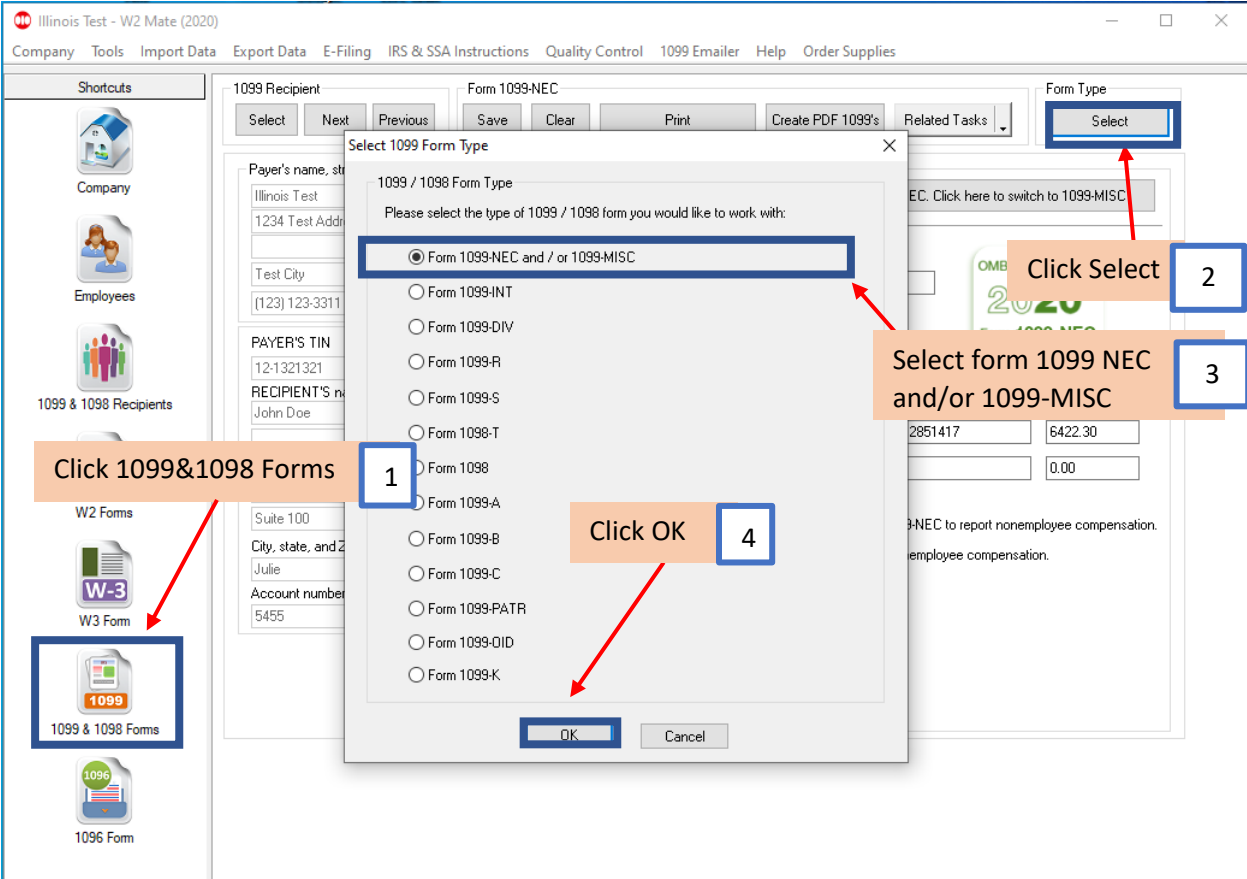 Illinois Test - W2 Mate (2020)
Company Tools Import Data Export Data E-Filing IRS & SSA Instructions Quality Control 1099 Emailer Help Order Supplies
Shortcuts
Company
Employees
1099 & 1098 Recipients
W2 Forms
W-3
W3 Form
1099
1099 & 1098 Forms
1096
1096 Form
1099 Recipient
Select Next Previous
Form 1099-NEC
Save Clear Print Create PDF 1099's Related Tasks
Form Type
Select
Payer's name, str
Illinois Test
1234 Test Addr
Test City
(123) 123-3311
PAYER'S TIN
12-1321321
RECIPIENT'S na
John Doe
Suite 100
City, state, and Z
Julie
Account number
5455
EC. Click here to switch to 1099-MISC
OMB
2020
1099-NEC
2851417 6422.30
0.00
9-NEC to report nonemployee compensation.
employee compensation.
Select 1099 Form Type
1099 / 1098 Form Type
Please select the type of 1099 / 1098 form you would like to work with:
Form 1099-NEC and / or 1099-MISC
Form 1099-INT
Form 1099-DIV
Form 1099-R
Form 1099-S
Form 1098-T
Form 1098
Form 1099-A
Form 1099-B
Form 1099-C
Form 1099-PATR
Form 1099-OID
Form 1099-K
OK Cancel
Click 1099&1098 Forms 1
Click Select 2
Select form 1099 NEC
and/or 1099-MISC
3
Click OK 4